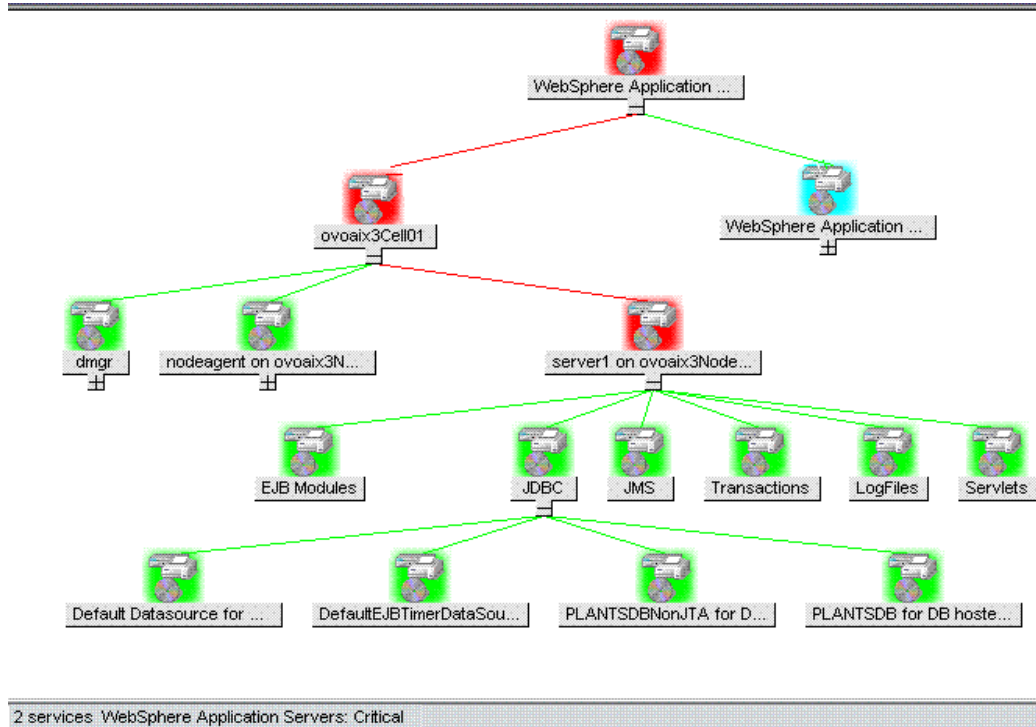 WebSphere Application ...
ovoaix3Cell01
WebSphere Application ...
dmgr
nodeagent on ovoaix3N...
server1 on ovoaix3Node...
EJB Modules
JDBC
JMS
Transactions
LogFiles
Servlets
Default Datasource for ...
DefaultEJBTimerDataSou...
PLANTSDBNonJTA for D...
PLANTSDB for DB hoste...
2 services WebSphere Application Servers: Critical